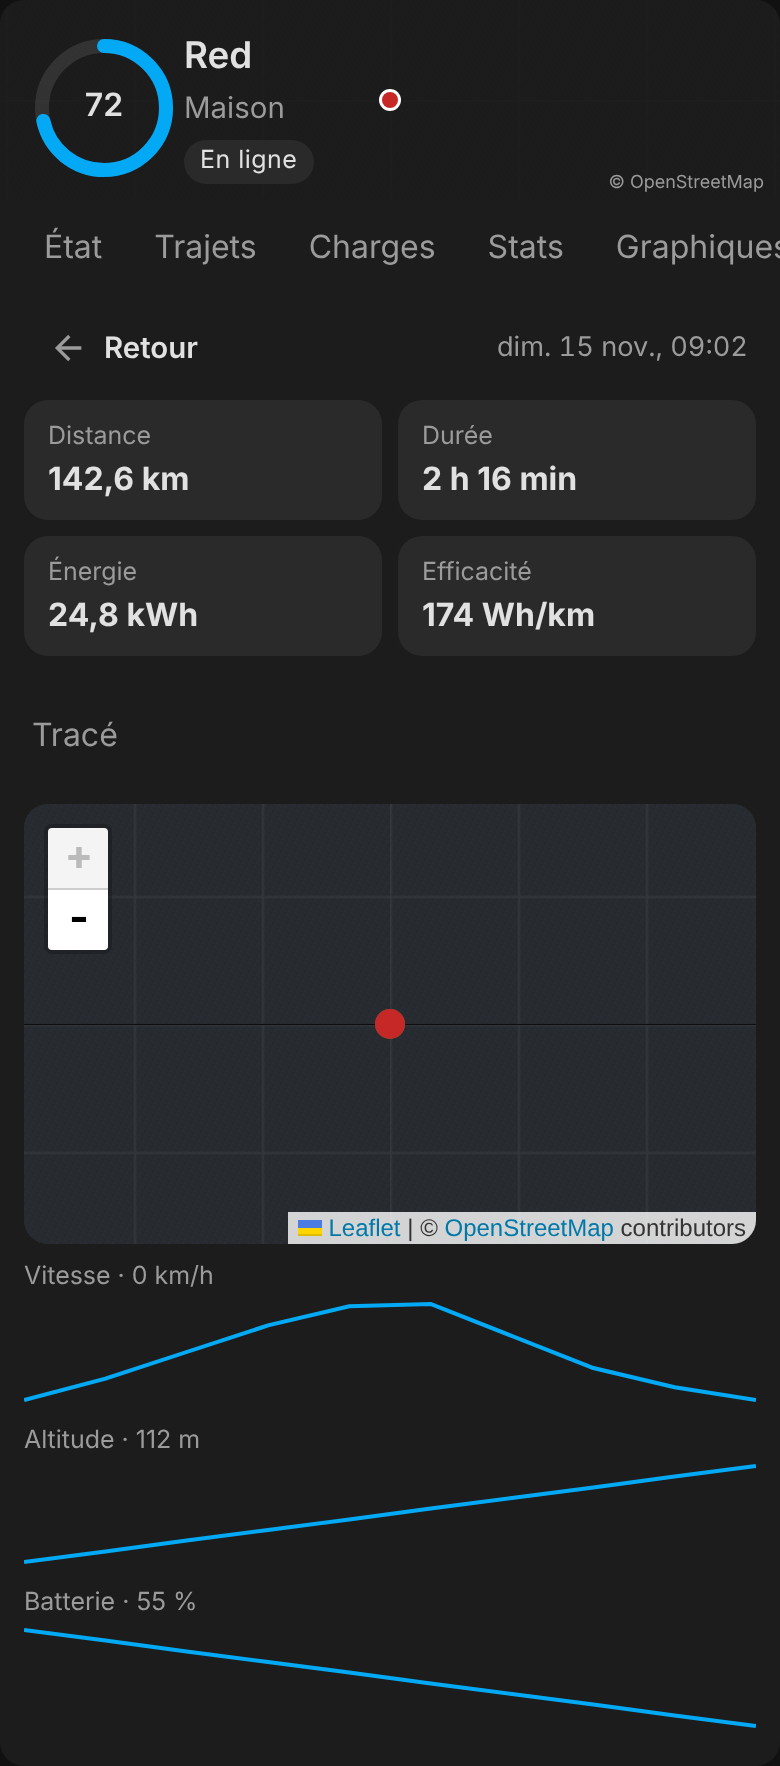 72
Red
Maison
En ligne
© OpenStreetMap
État Trajets Charges Stats Graphiques
Retour
dim. 15 nov., 09:02
Distance
142,6 km
Durée
2 h 16 min
Énergie
24,8 kWh
Efficacité
174 Wh/km
Tracé
+
-
Leaflet | © OpenStreetMap contributors
Vitesse · 0 km/h
Altitude · 112 m
Batterie · 55 %